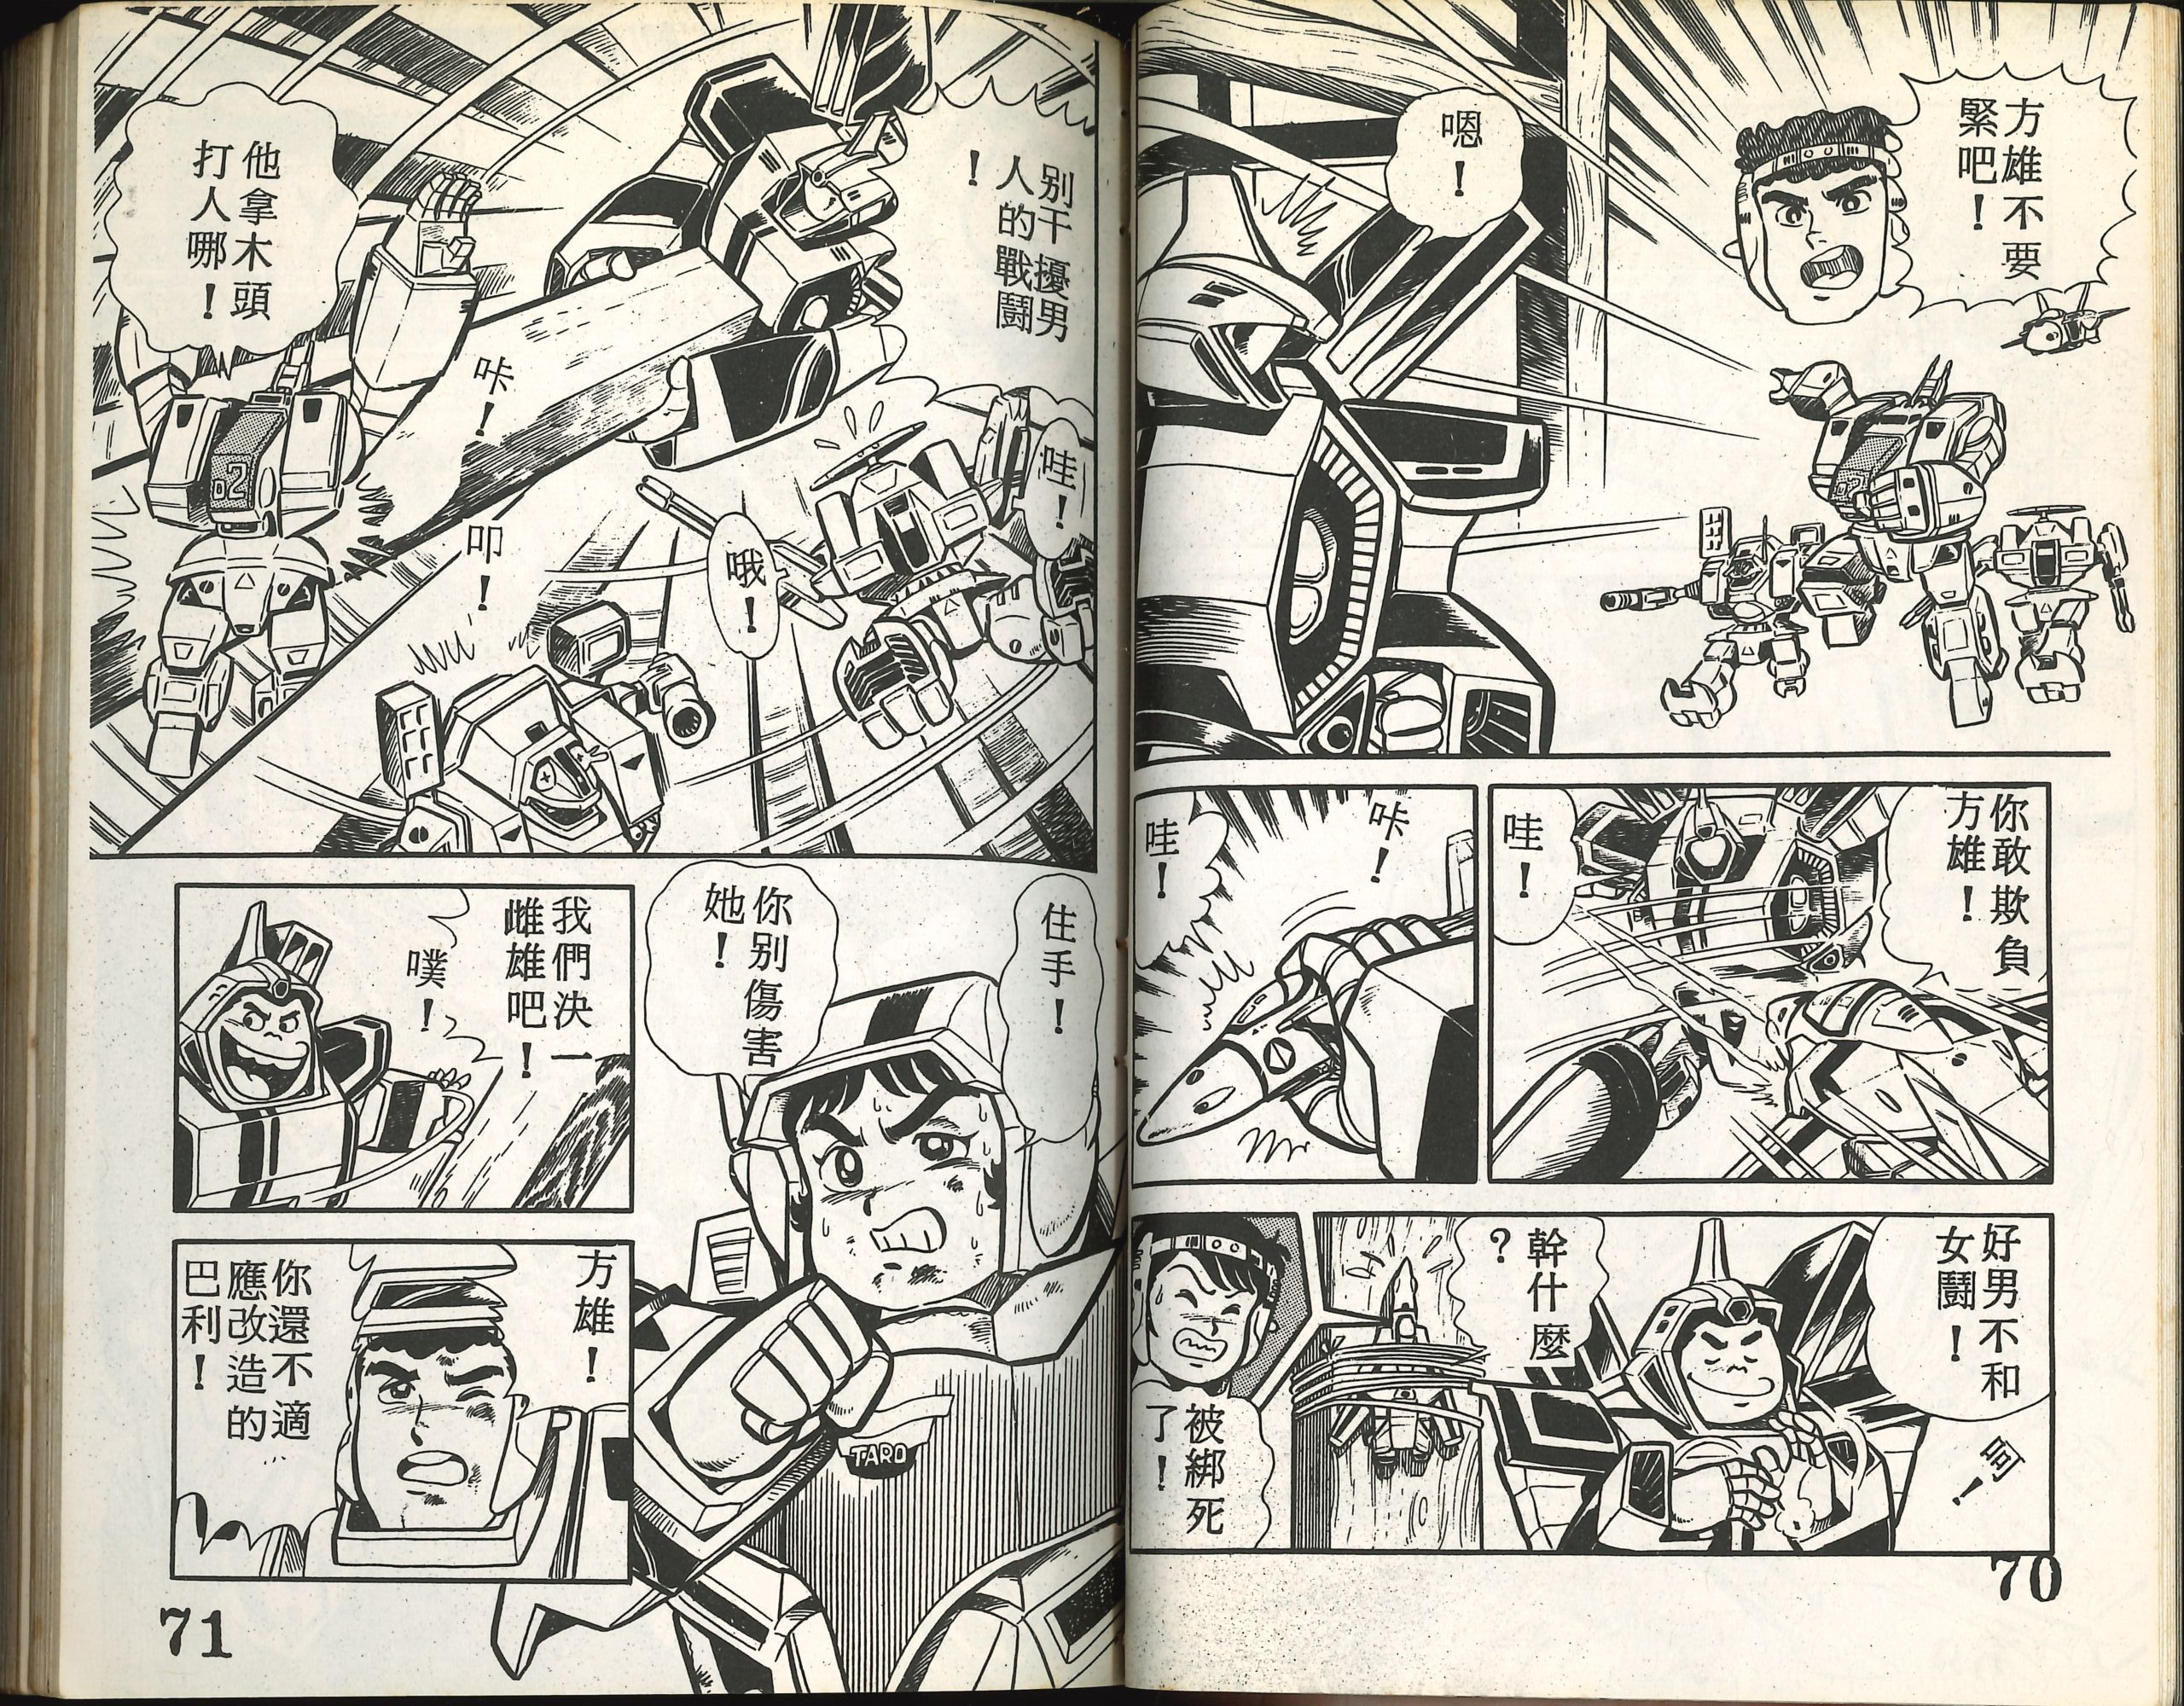 方雄不要
緊吧！
嗯！
你敢欺負
方雄！
哇！
咔！
哇！
好男不和
女鬪！
呵！
幹什麼
？
被綁死
了！
70
別干擾男
人的戰鬪
！
哇！
哦！
他拿木頭
打人哪！
咔！
叩！
02
住手！
你別傷害
她！
TARO
我們決一
雌雄吧！
噗！
方雄！
你還不適
應改造的
巴利！
71